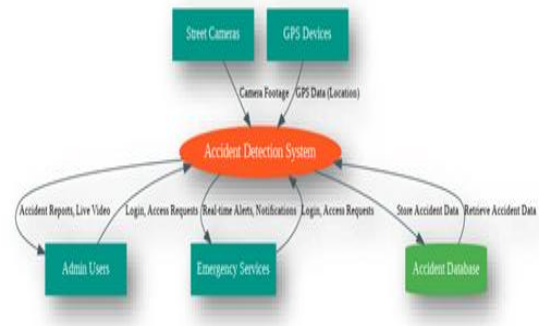 Street Cameras
GPS Devices
Camera Footage
GPS Data (Location)
Accident Detection System
Accident Reports, Live Video
Login, Access Requests
Real-time Alerts, Notifications
Login, Access Requests
Store Accident Data
Retrieve Accident Data
Admin Users
Emergency Services
Accident Database